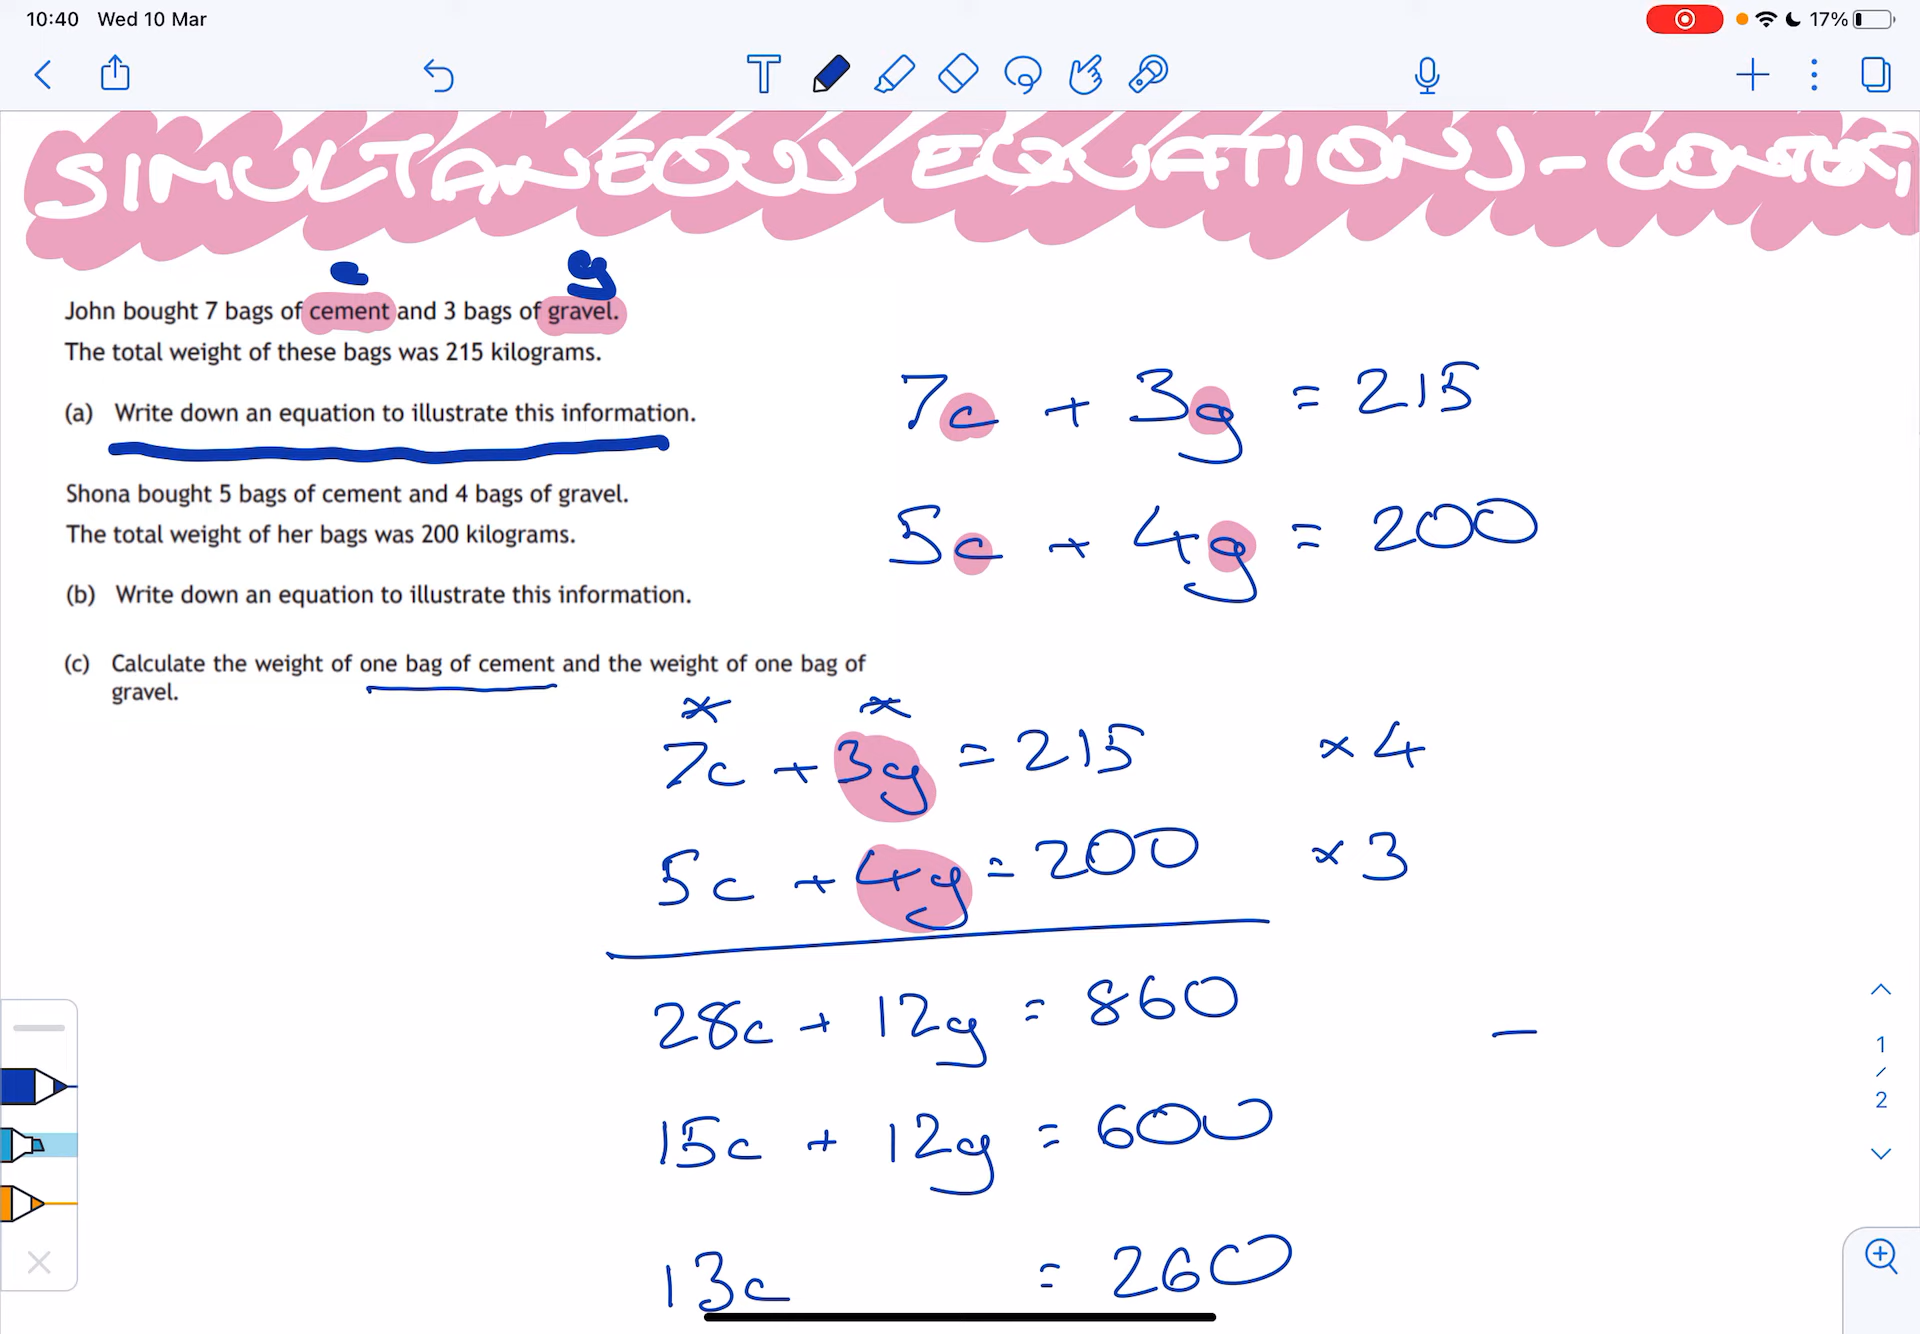 10:40 Wed 10 Mar
17%
SIMULTANEOUS EQUATIONS - CONTEXT
c g
John bought 7 bags of cement and 3 bags of gravel.
The total weight of these bags was 215 kilograms.
(a) Write down an equation to illustrate this information.
Shona bought 5 bags of cement and 4 bags of gravel.
The total weight of her bags was 200 kilograms.
(b) Write down an equation to illustrate this information.
(c) Calculate the weight of one bag of cement and the weight of one bag of
gravel.
7c + 3g = 215
5c + 4g = 200
* *
7c + 3g = 215 × 4
5c + 4g = 200 × 3
28c + 12g = 860 –
15c + 12g = 600
13c = 260
1
/
2